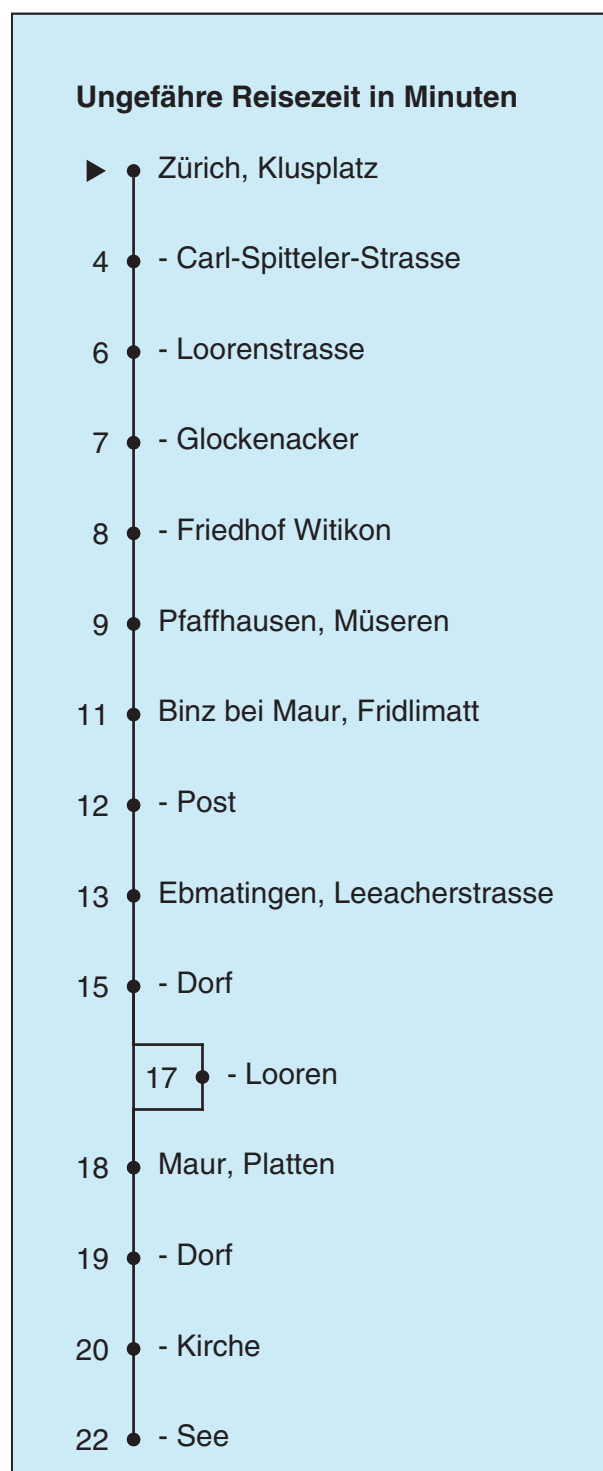 Ungefähre Reisezeit in Minuten
Zürich, Klusplatz
4 - Carl-Spitteler-Strasse
6 - Loorenstrasse
7 - Glockenacker
8 - Friedhof Witikon
9 Pfaffhausen, Müseren
11 Binz bei Maur, Fridlimatt
12 - Post
13 Ebmatingen, Leeacherstrasse
15 - Dorf
17 - Looren
18 Maur, Platten
19 - Dorf
20 - Kirche
22 - See